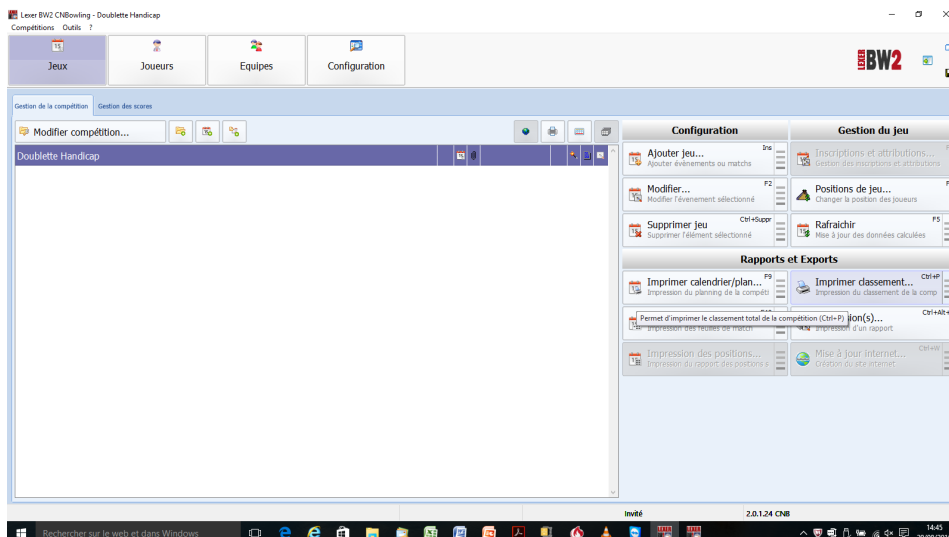 Lexer BW2 CNBowling - Doublette Handicap
Compétitions Outils ?
Jeux
Joueurs
Equipes
Configuration
LEXER BW2
Gestion de la compétition
Gestion des scores
Modifier compétition...
Doublette Handicap
Configuration
Gestion du jeu
Ajouter jeu...
Ins
Ajouter événements ou matchs
Inscriptions et attributions...
Gestion des inscriptions et attributions
Modifier...
F2
Modifier l'évenement sélectionné
Positions de jeu...
Changer la position des joueurs
Supprimer jeu
Ctrl+Suppr
Supprimer l'élément sélectionné
Rafraichir
F5
Mise à jour des données calculées
Rapports et Exports
Imprimer calendrier/plan...
F9
Impression du planning de la compéti
Imprimer classement...
Ctrl+P
Impression du classement de la comp
Permet d'imprimer le classement total de la compétition (Ctrl+P)
ion(s)...
Ctrl+Alt+
Impression des feuilles de match
Impression d'un rapport
Impression des positions...
Impression du rapport des positions s
Mise à jour internet...
Ctrl+W
Création du site internet
Invité
2.0.1.24 CNB
Rechercher sur le web et dans Windows
14:45